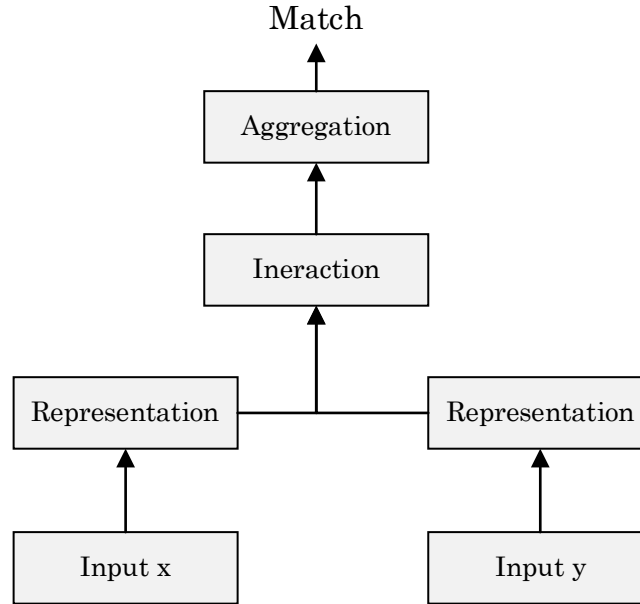 Match
Aggregation
Ineraction
Representation
Representation
Input x
Input y